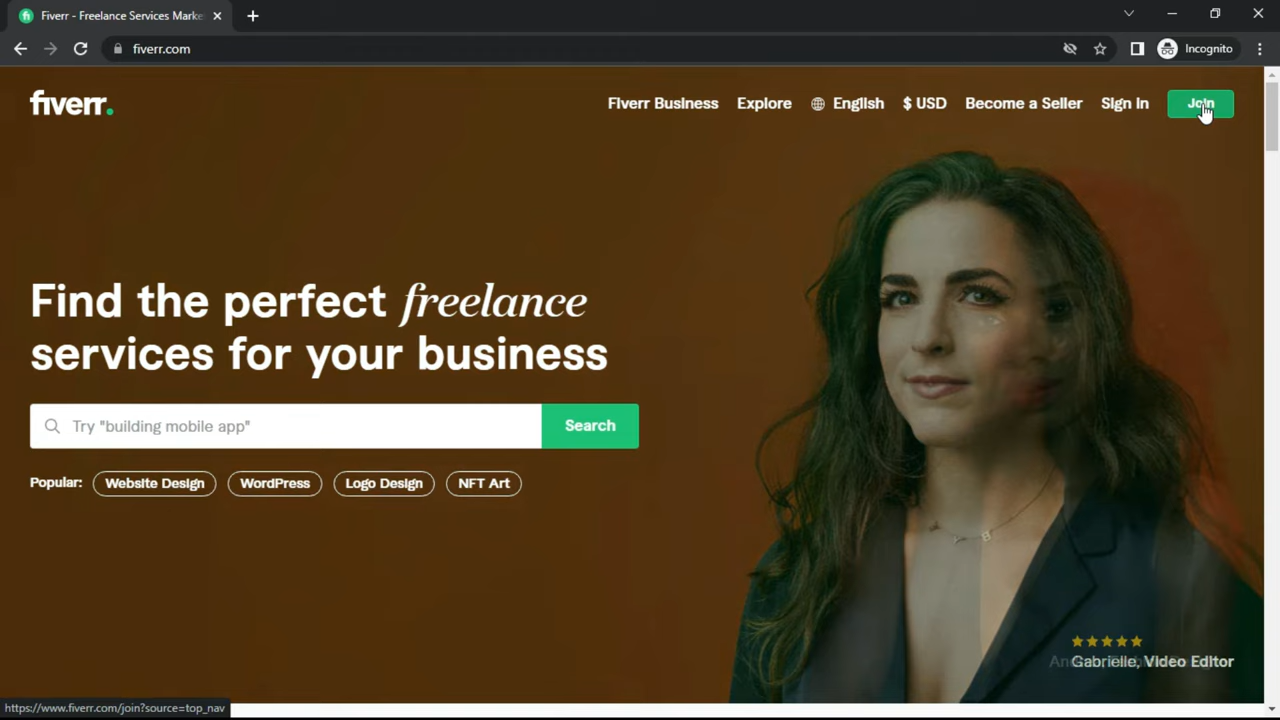 Fiverr - Freelance Services Marke
fiverr.com
Incognito
fiverr.
Fiverr Business
Explore
English
$ USD
Become a Seller
Sign in
Join
Find the perfect freelance
services for your business
Try "building mobile app"
Search
Popular:
Website Design
WordPress
Logo Design
NFT Art
Gabrielle, Video Editor
https://www.fiverr.com/join?source=top_nav